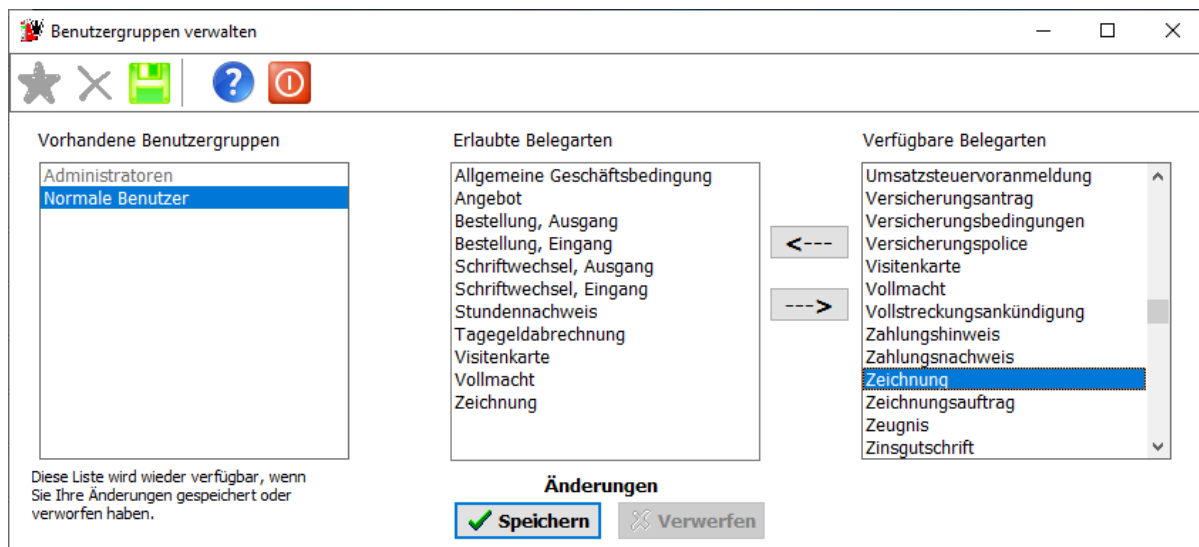 Benutzergruppen verwalten
Vorhandene Benutzergruppen
Administratoren
Normale Benutzer
Diese Liste wird wieder verfügbar, wenn
Sie Ihre Änderungen gespeichert oder
verworfen haben.
Erlaubte Belegarten
Allgemeine Geschäftsbedingung
Angebot
Bestellung, Ausgang
Bestellung, Eingang
Schriftwechsel, Ausgang
Schriftwechsel, Eingang
Stundennachweis
Tagegeldabrechnung
Visitenkarte
Vollmacht
Zeichnung
<---
--->
Verfügbare Belegarten
Umsatzsteuervoranmeldung
Versicherungsantrag
Versicherungsbedingungen
Versicherungspolice
Visitenkarte
Vollmacht
Vollstreckungsankündigung
Zahlungshinweis
Zahlungsnachweis
Zeichnung
Zeichnungsauftrag
Zeugnis
Zinsgutschrift
Änderungen
Speichern
Verwerfen